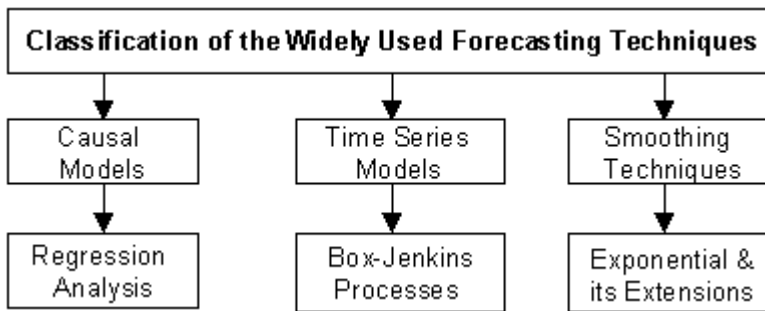 Classification of the Widely Used Forecasting Techniques
Causal
Models
Time Series
Models
Smoothing
Techniques
Regression
Analysis
Box-Jenkins
Processes
Exponential &
its Extensions